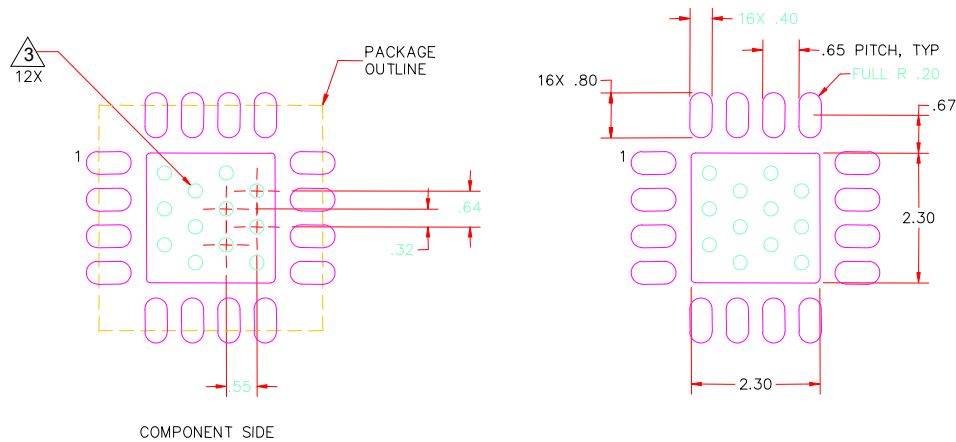 3
12X
PACKAGE
OUTLINE
1
.64
.32
.55
COMPONENT SIDE
16X .40
.65 PITCH, TYP
16X .80
FULL R .20
.67
1
2.30
2.30